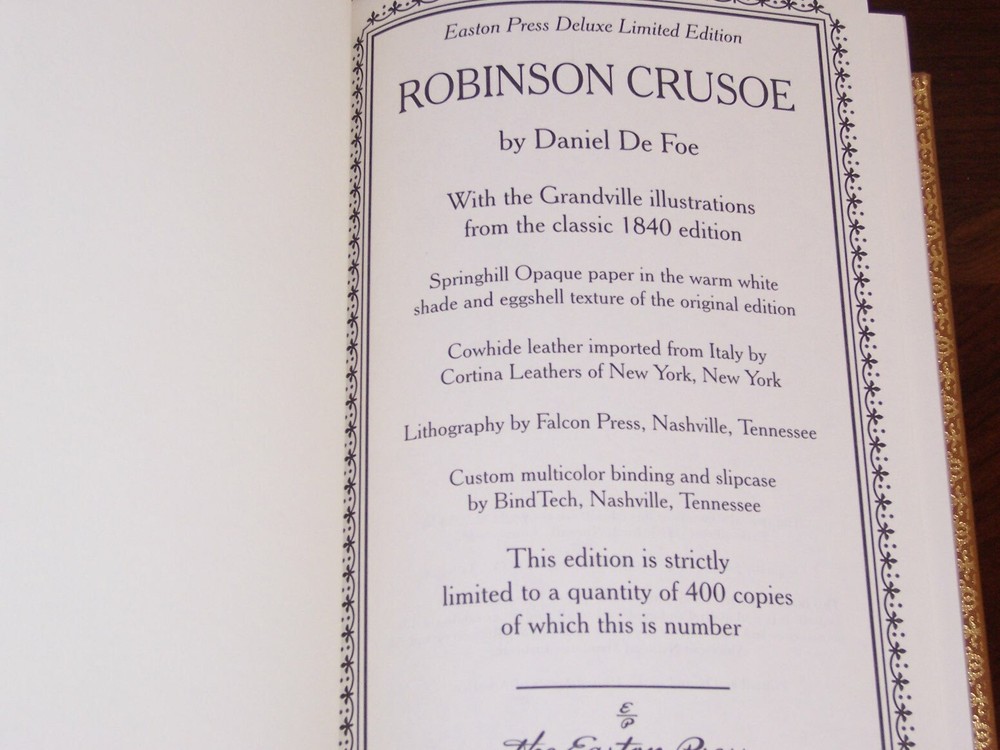 Easton Press Deluxe Limited Edition
ROBINSON CRUSOE
by Daniel De Foe
With the Grandville illustrations
from the classic 1840 edition
Springhill Opaque paper in the warm white
shade and eggshell texture of the original edition
Cowhide leather imported from Italy by
Cortina Leathers of New York, New York
Lithography by Falcon Press, Nashville, Tennessee
Custom multicolor binding and slipcase
by BindTech, Nashville, Tennessee
This edition is strictly
limited to a quantity of 400 copies
of which this is number
E
P
the Easton Press